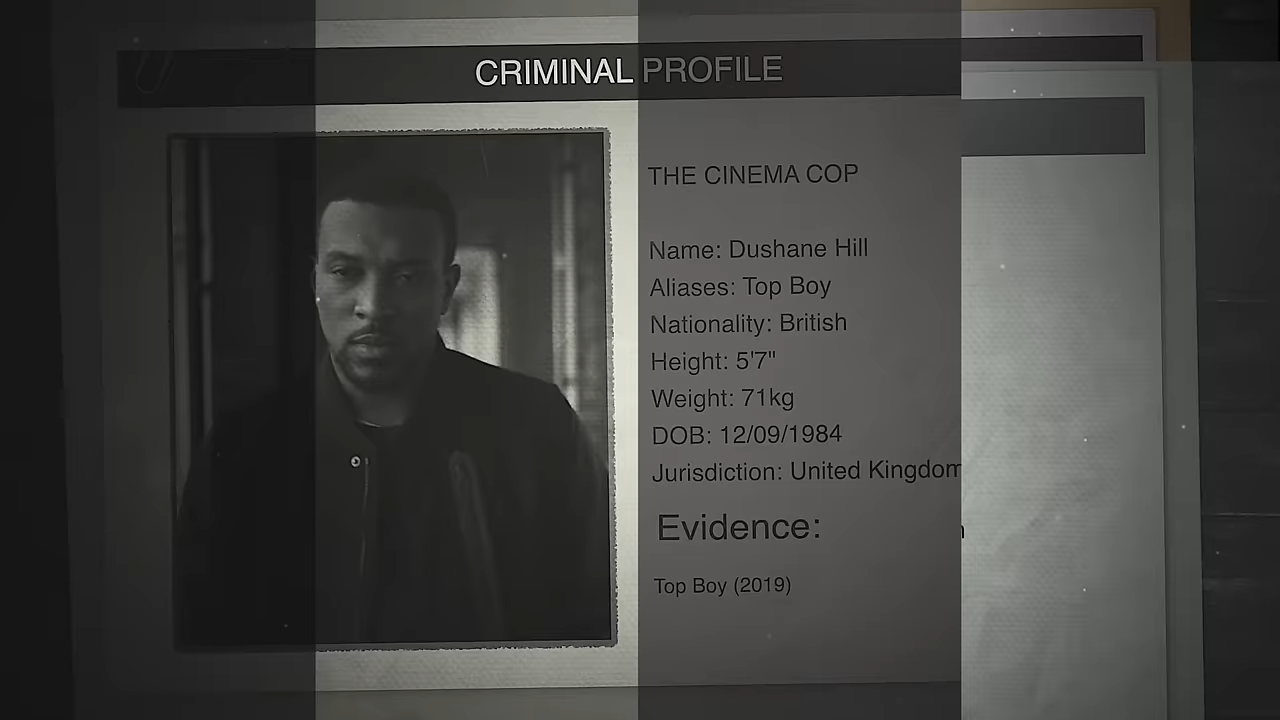 CRIMINAL PROFILE
THE CINEMA COP
Name: Dushane Hill
Aliases: Top Boy
Nationality: British
Height: 5'7"
Weight: 71kg
DOB: 12/09/1984
Jurisdiction: United Kingdom
Evidence:
Top Boy (2019)